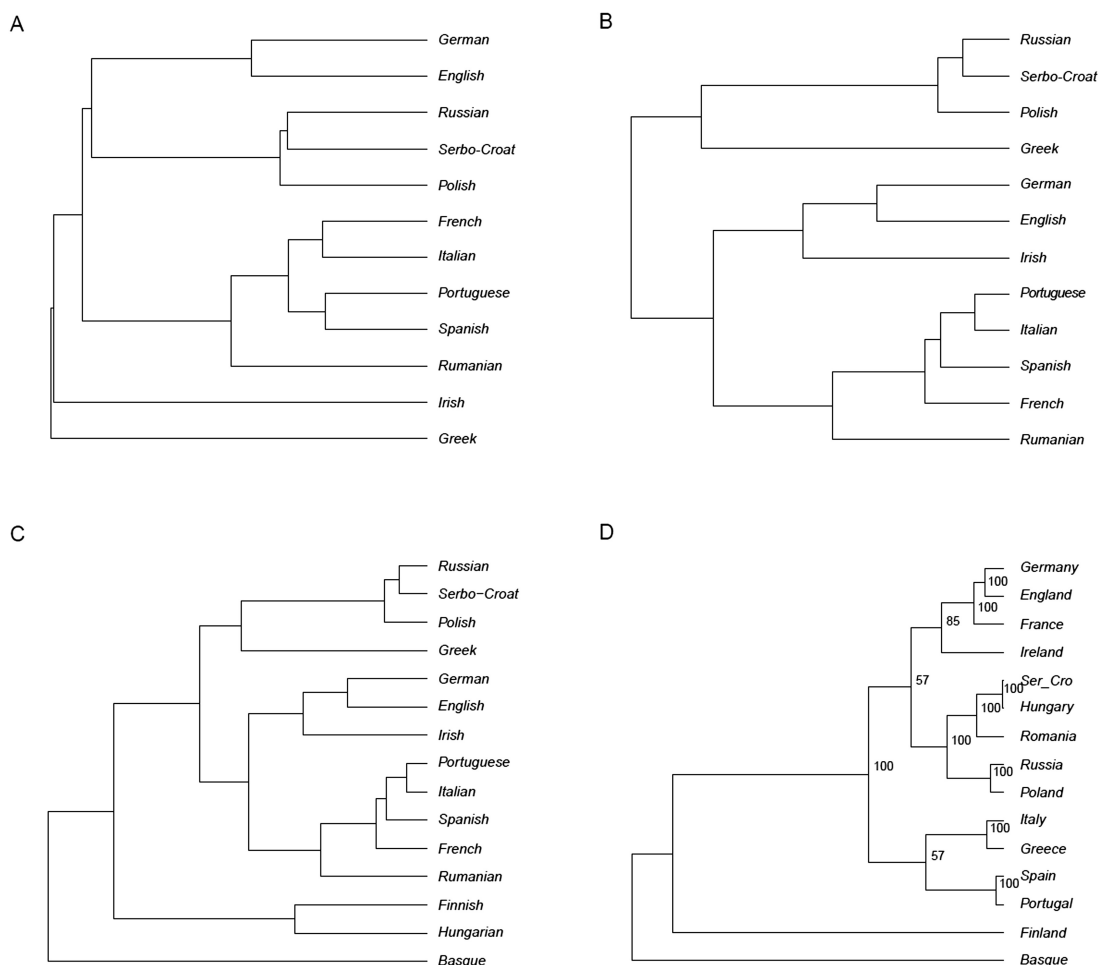 A
German
English
Russian
Serbo-Croat
Polish
French
Italian
Portuguese
Spanish
Rumanian
Irish
Greek
B
Russian
Serbo-Croat
Polish
Greek
German
English
Irish
Portuguese
Italian
Spanish
French
Rumanian
C
Russian
Serbo−Croat
Polish
Greek
German
English
Irish
Portuguese
Italian
Spanish
French
Rumanian
Finnish
Hungarian
Basque
D
Germany
100
England
100
France
85
Ireland
57
Ser_Cro
100
Hungary
100
Romania
100
Russia
100
Poland
100
Italy
100
Greece
57
Spain
100
Portugal
Finland
Basque